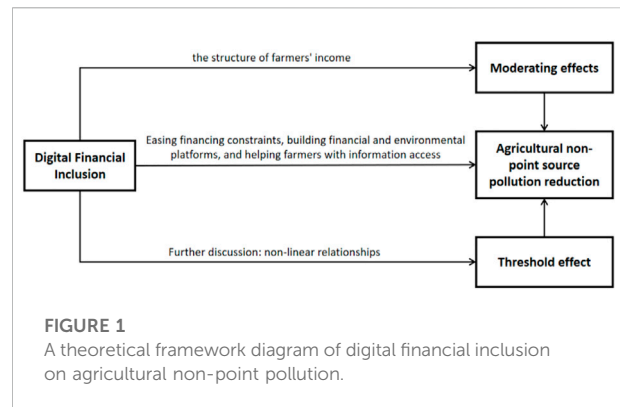 the structure of farmers' income
Moderating effects
Easing financing constraints, building financial and environmental
platforms, and helping farmers with information access
Digital Financial
Inclusion
Agricultural non-
point source
pollution reduction
Further discussion: non-linear relationships
Threshold effect
FIGURE 1
A theoretical framework diagram of digital financial inclusion
on agricultural non-point pollution.